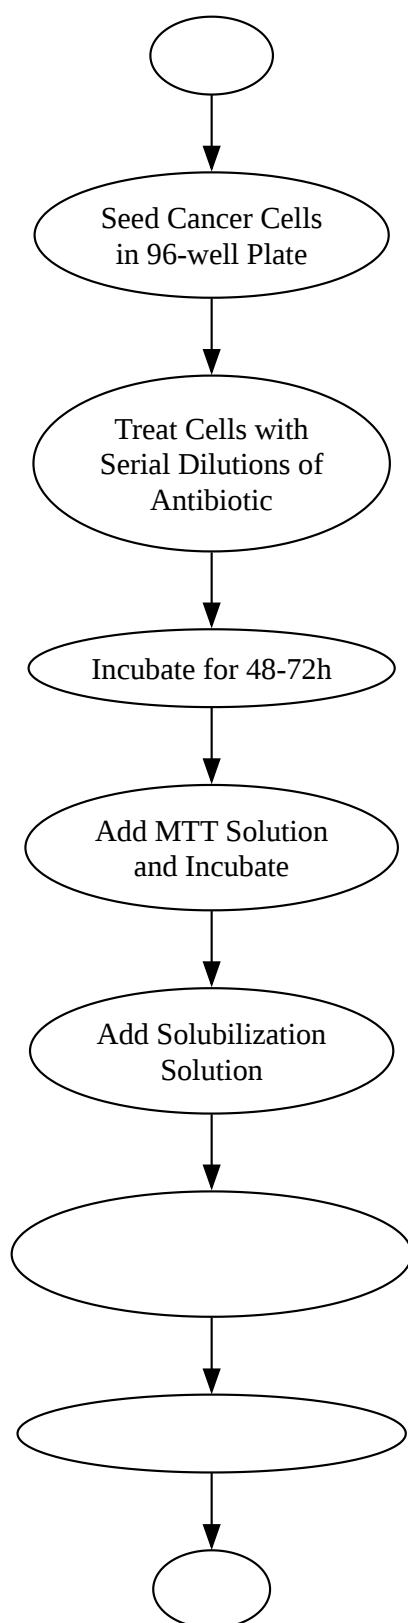 Seed Cancer Cells
in 96-well Plate
Treat Cells with
Serial Dilutions of
Antibiotic
Incubate for 48-72h
Add MTT Solution
and Incubate
Add Solubilization
Solution